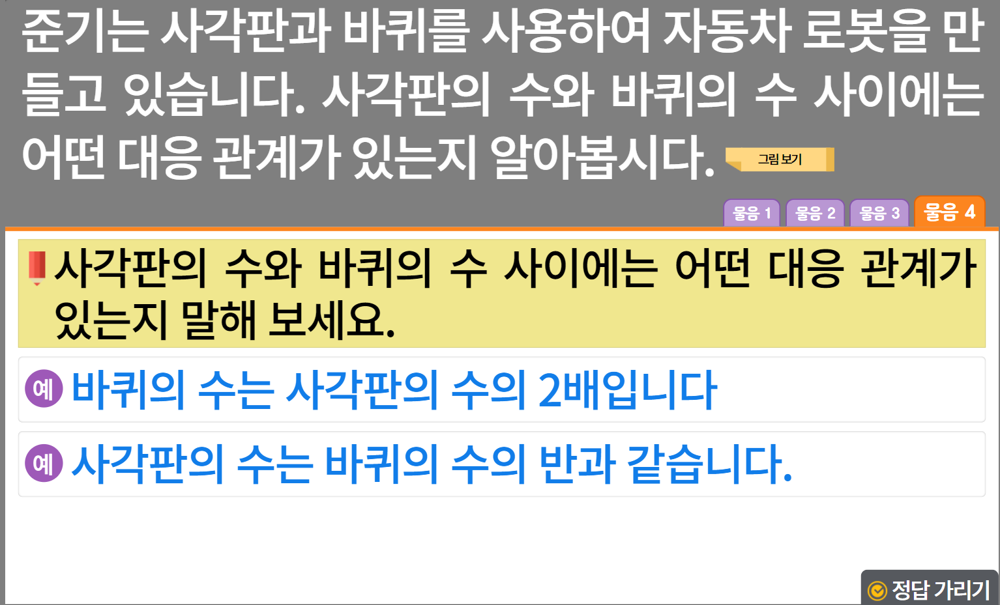 준기는 사각판과 바퀴를 사용하여 자동차 로봇을 만
들고 있습니다. 사각판의 수와 바퀴의 수 사이에는
어떤 대응 관계가 있는지 알아봅시다. 그림 보기
물음 1 물음 2 물음 3 물음 4
사각판의 수와 바퀴의 수 사이에는 어떤 대응 관계가
있는지 말해 보세요.
예 바퀴의 수는 사각판의 수의 2배입니다
예 사각판의 수는 바퀴의 수의 반과 같습니다.
정답 가리기